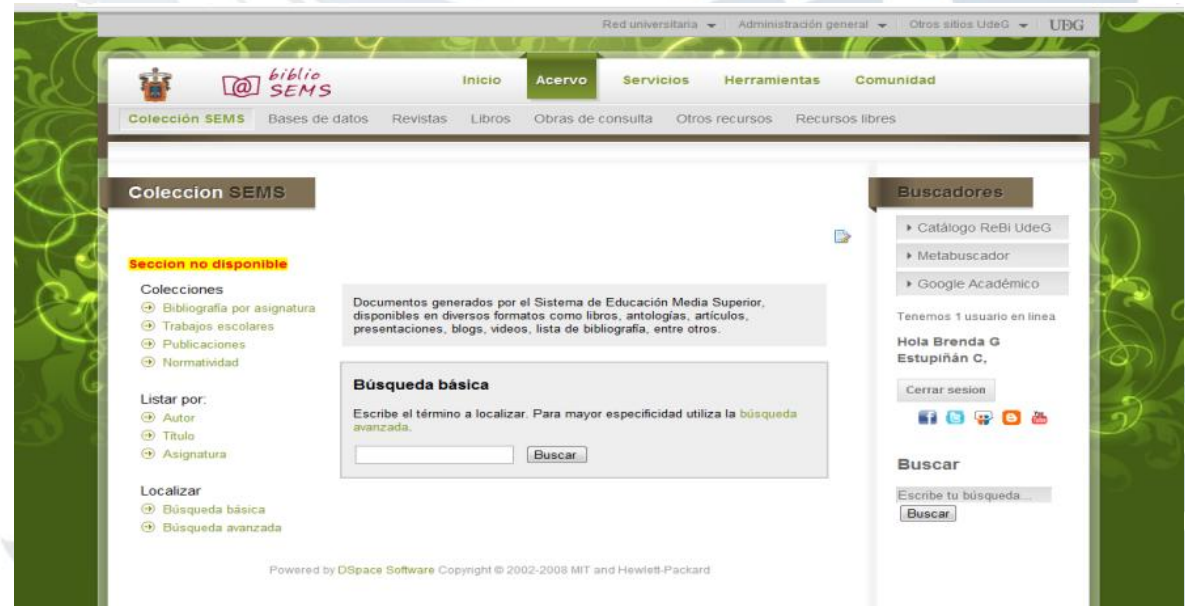 Red universitaria Administración general Otros sitios UdeG UDG
biblio
SEMS
Inicio Acervo Servicios Herramientas Comunidad
Colección SEMS Bases de datos Revistas Libros Obras de consulta Otros recursos Recursos libres
Coleccion SEMS
Seccion no disponible
Colecciones
Bibliografía por asignatura
Trabajos escolares
Publicaciones
Normatividad
Listar por:
Autor
Título
Asignatura
Localizar
Búsqueda básica
Búsqueda avanzada
Documentos generados por el Sistema de Educación Media Superior,
disponibles en diversos formatos como libros, antologías, artículos,
presentaciones, blogs, videos, lista de bibliografía, entre otros.
Búsqueda básica
Escribe el término a localizar. Para mayor especificidad utiliza la búsqueda
avanzada.
Buscar
Powered by DSpace Software Copyright © 2002-2008 MIT and Hewlett-Packard
Buscadores
Catálogo ReBi UdeG
Metabuscador
Google Académico
Tenemos 1 usuario en linea
Hola Brenda G
Estupiñán C,
Cerrar sesion
Buscar
Escribe tu búsqueda...
Buscar